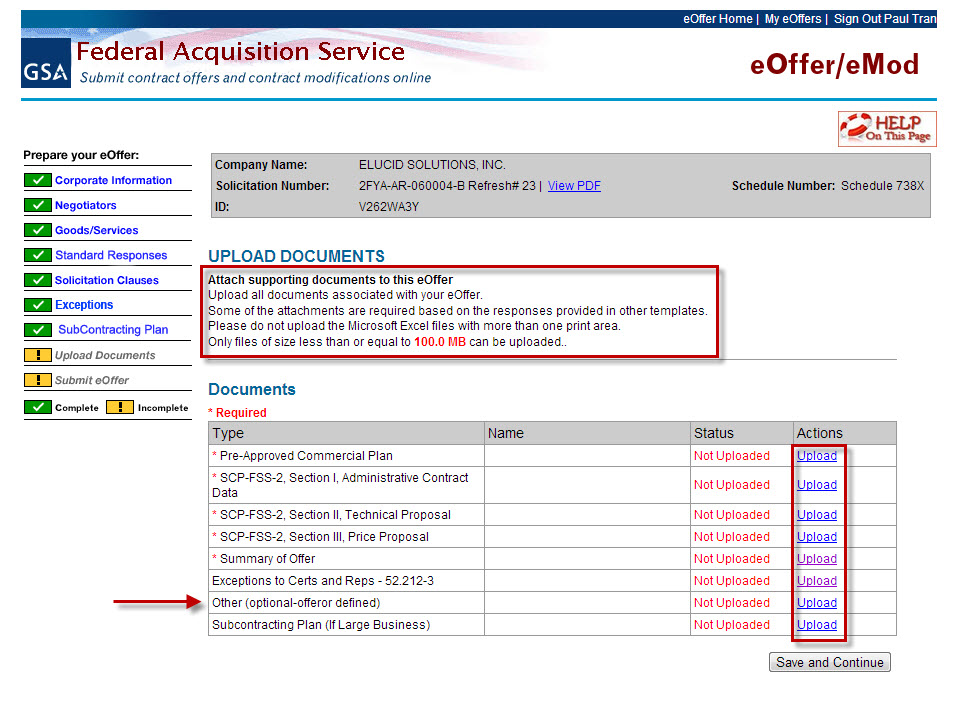 eOffer Home | My eOffers | Sign Out Paul Tran
GSA
Federal Acquisition Service
Submit contract offers and contract modifications online
eOffer/eMod
HELP
On This Page
Prepare your eOffer:
Corporate Information
Negotiators
Goods/Services
Standard Responses
Solicitation Clauses
Exceptions
SubContracting Plan
! Upload Documents
! Submit eOffer
Complete ! Incomplete
Company Name: ELUCID SOLUTIONS, INC.
Solicitation Number: 2FYA-AR-060004-B Refresh# 23 | View PDF Schedule Number: Schedule 738X
ID: V262WA3Y
UPLOAD DOCUMENTS
Attach supporting documents to this eOffer
Upload all documents associated with your eOffer.
Some of the attachments are required based on the responses provided in other templates.
Please do not upload the Microsoft Excel files with more than one print area.
Only files of size less than or equal to 100.0 MB can be uploaded..
Documents
* Required
Type Name Status Actions
* Pre-Approved Commercial Plan Not Uploaded Upload
* SCP-FSS-2, Section I, Administrative Contract
Data Not Uploaded Upload
* SCP-FSS-2, Section II, Technical Proposal Not Uploaded Upload
* SCP-FSS-2, Section III, Price Proposal Not Uploaded Upload
* Summary of Offer Not Uploaded Upload
Exceptions to Certs and Reps - 52.212-3 Not Uploaded Upload
Other (optional-offeror defined) Not Uploaded Upload
Subcontracting Plan (If Large Business) Not Uploaded Upload
Save and Continue